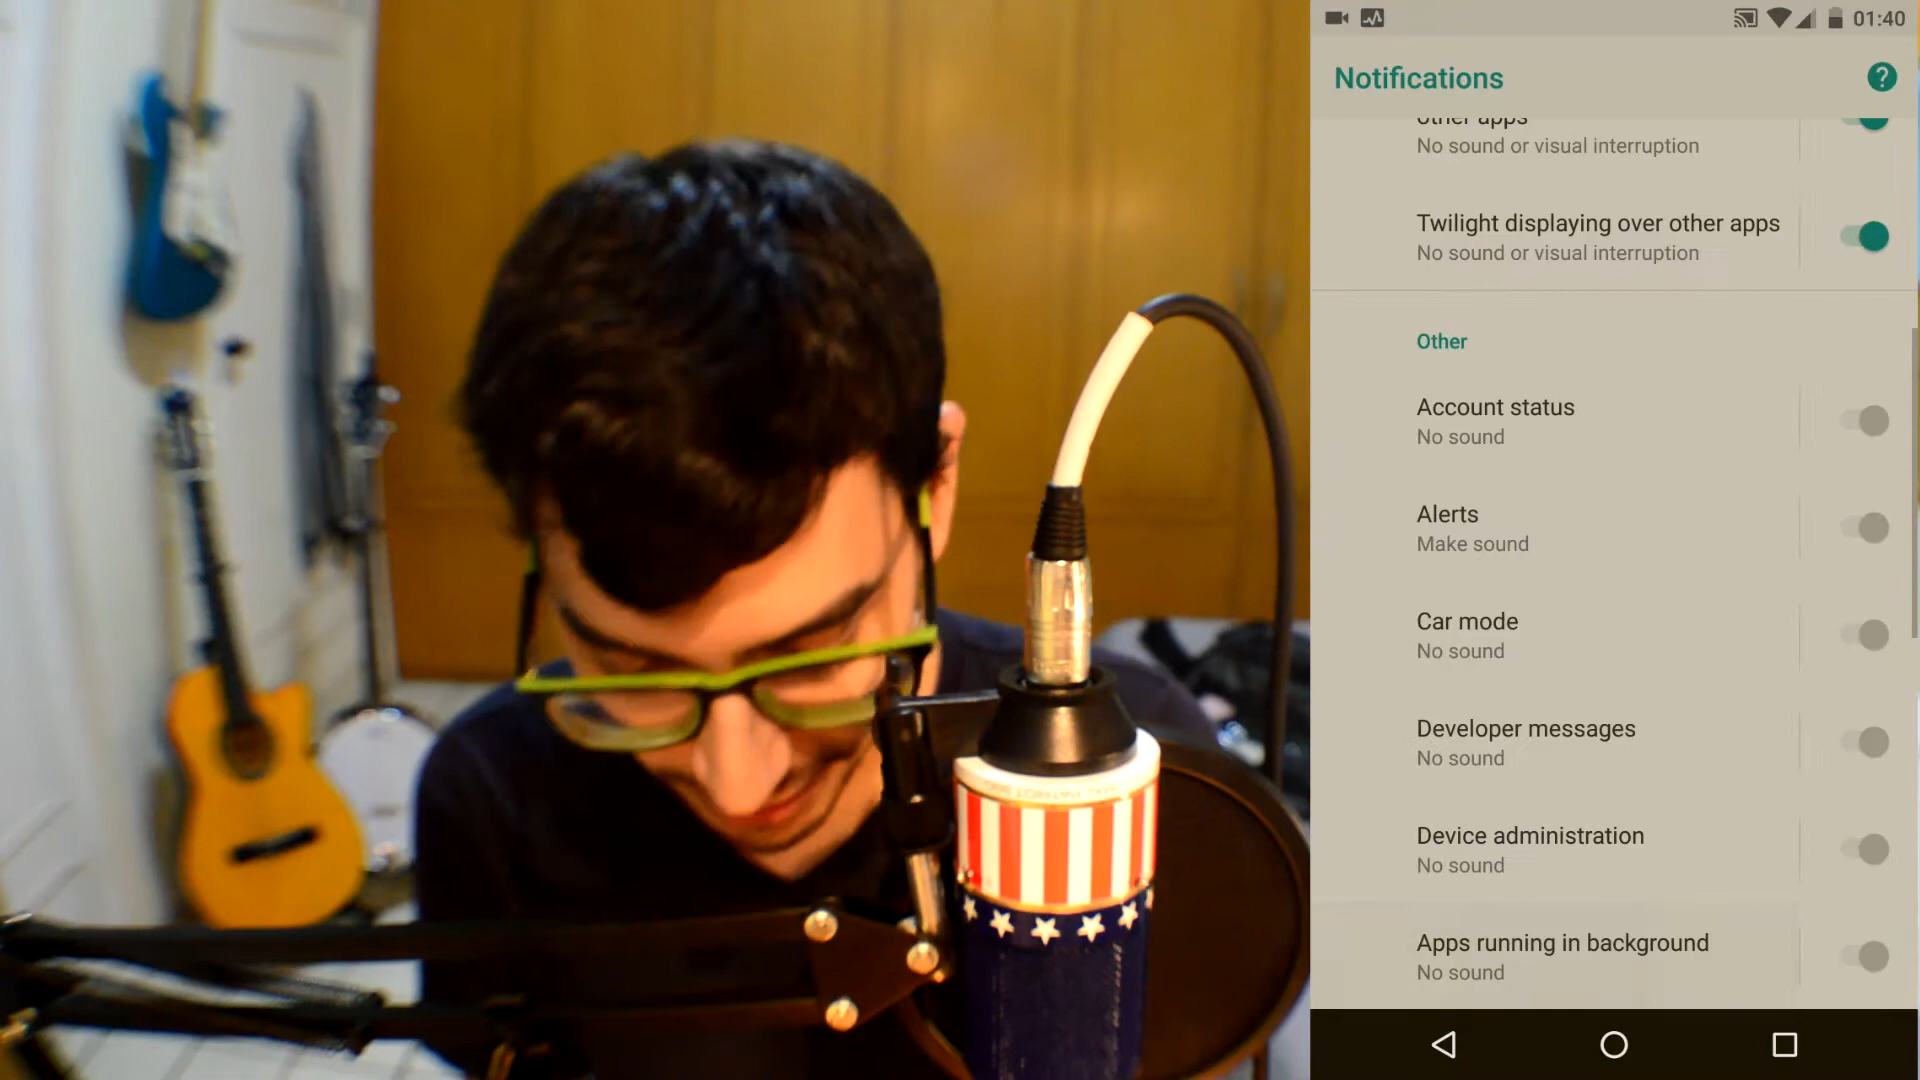 01:40
Notifications
other apps
No sound or visual interruption
Twilight displaying over other apps
No sound or visual interruption
Other
Account status
No sound
Alerts
Make sound
Car mode
No sound
Developer messages
No sound
Device administration
No sound
Apps running in background
No sound